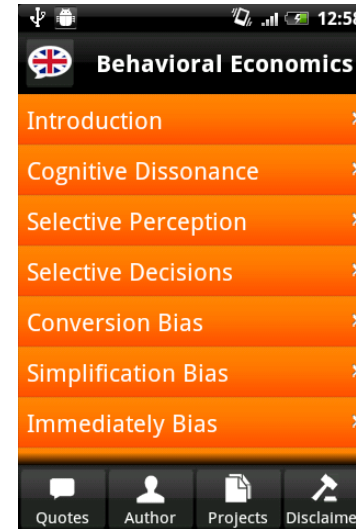 12:58
Behavioral Economics
Introduction
Cognitive Dissonance
Selective Perception
Selective Decisions
Conversion Bias
Simplification Bias
Immediately Bias
Quotes Author Projects Disclaime